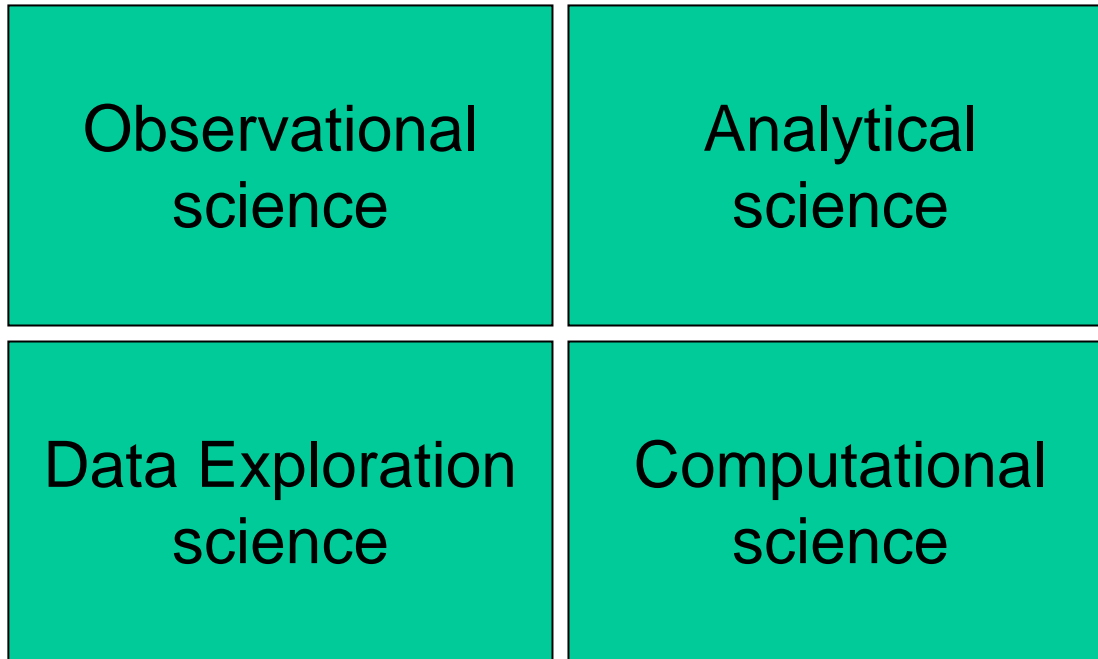 Observational
science
Analytical
science
Data Exploration
science
Computational
science